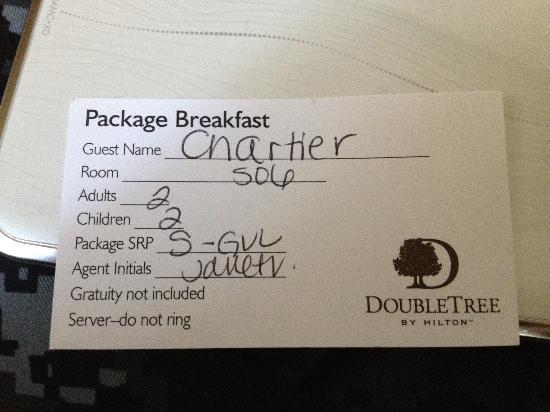 Package Breakfast
Guest Name Chartier
Room 506
Adults 2
Children 2
Package SRP S-GVL
Agent Initials
Gratuity not included
Server–do not ring
D
DOUBLETREE
BY HILTON™